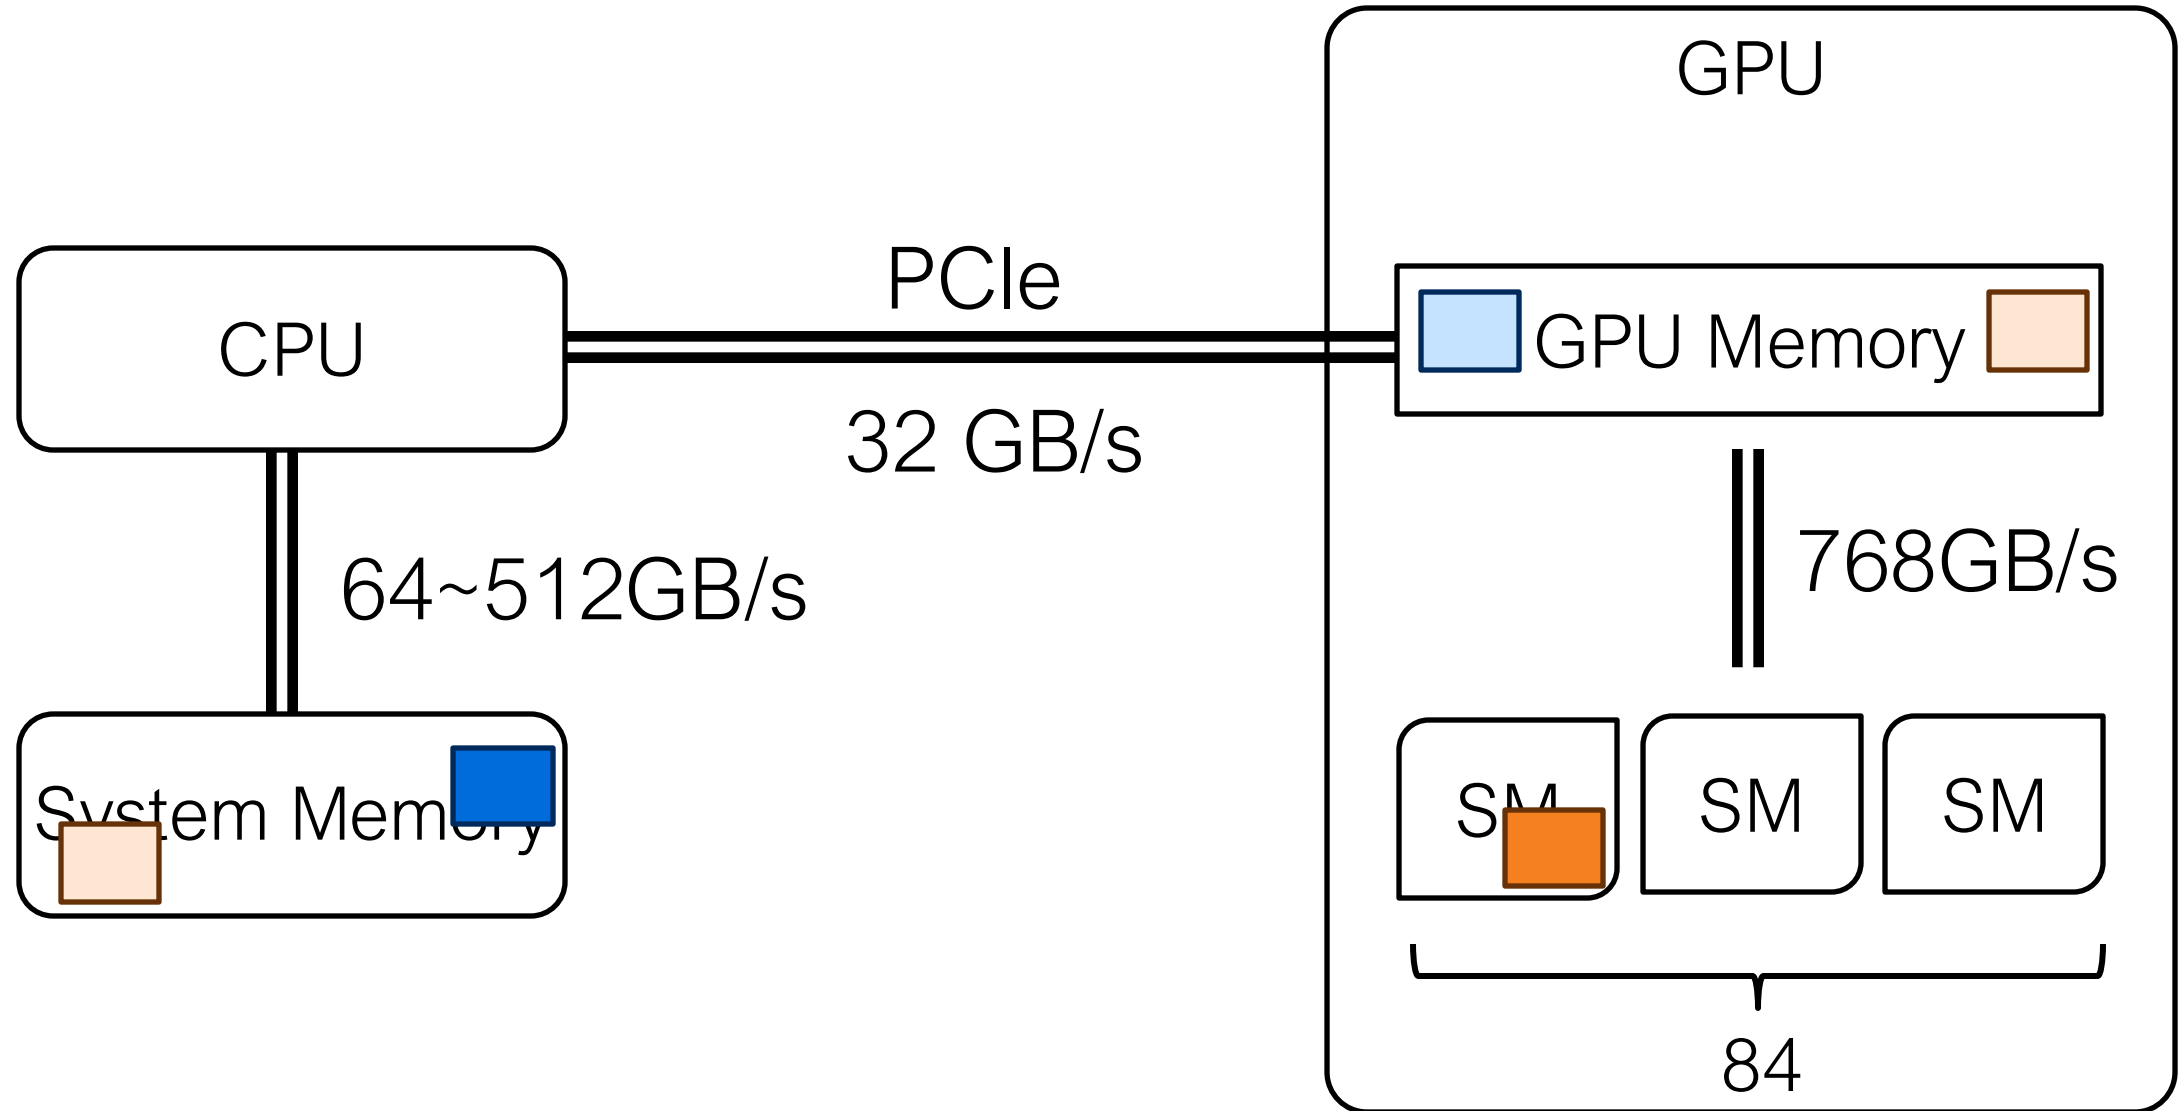 GPU
PCIe
CPU
GPU Memory
32 GB/s
64~512GB/s
768GB/s
System Memory
SM
SM
SM
84